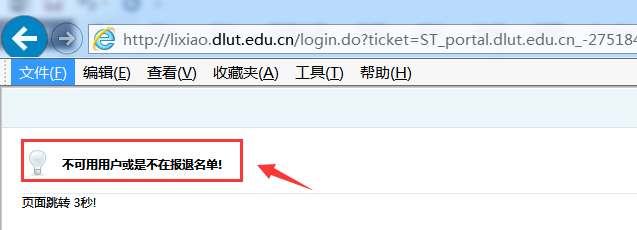 http://lixiao.dlut.edu.cn/login.do?ticket=ST_portal.dlut.edu.cn_-27518
文件(F) 编辑(E) 查看(V) 收藏夹(A) 工具(T) 帮助(H)
不可用用户或是不在报退名单!
页面跳转 3秒!